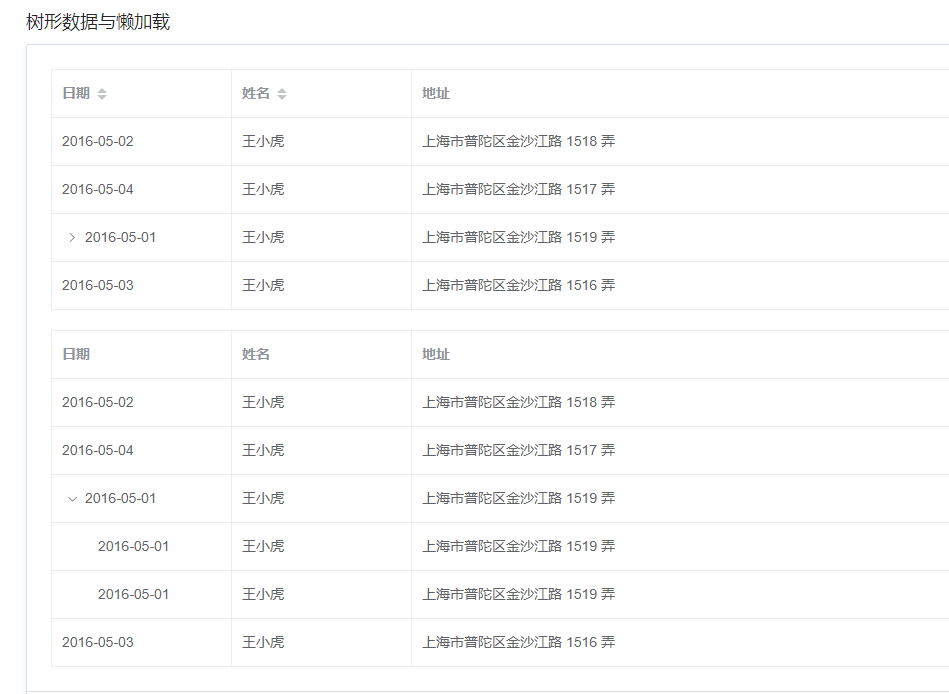 树形数据与懒加载
日期 姓名 地址
2016-05-02 王小虎 上海市普陀区金沙江路 1518 弄
2016-05-04 王小虎 上海市普陀区金沙江路 1517 弄
2016-05-01 王小虎 上海市普陀区金沙江路 1519 弄
2016-05-03 王小虎 上海市普陀区金沙江路 1516 弄
日期 姓名 地址
2016-05-02 王小虎 上海市普陀区金沙江路 1518 弄
2016-05-04 王小虎 上海市普陀区金沙江路 1517 弄
2016-05-01 王小虎 上海市普陀区金沙江路 1519 弄
2016-05-01 王小虎 上海市普陀区金沙江路 1519 弄
2016-05-01 王小虎 上海市普陀区金沙江路 1519 弄
2016-05-03 王小虎 上海市普陀区金沙江路 1516 弄